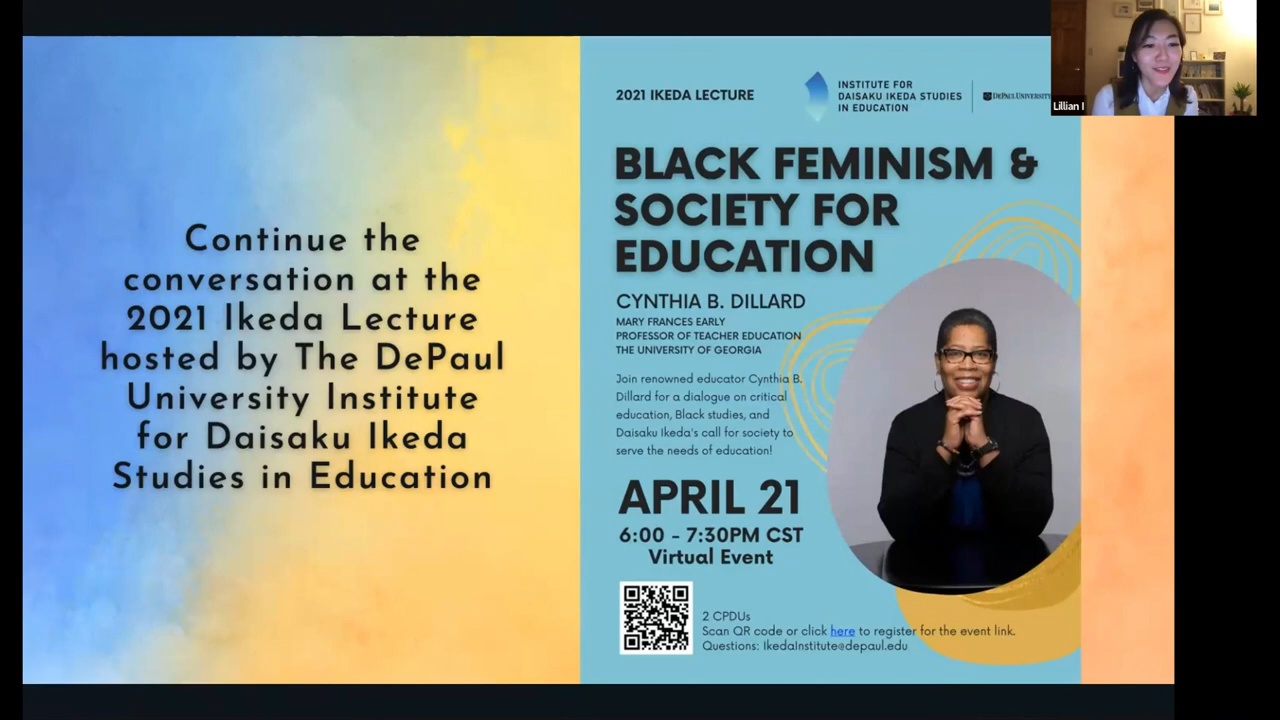 Continue the
conversation at the
2021 Ikeda Lecture
hosted by The DePaul
University Institute
for Daisaku Ikeda
Studies in Education
2021 IKEDA LECTURE
INSTITUTE FOR
DAISAKU IKEDA STUDIES
IN EDUCATION
DEPAUL UNIVERSITY
BLACK FEMINISM &
SOCIETY FOR
EDUCATION
CYNTHIA B. DILLARD
MARY FRANCES EARLY
PROFESSOR OF TEACHER EDUCATION
THE UNIVERSITY OF GEORGIA
Join renowned educator Cynthia B.
Dillard for a dialogue on critical
education, Black studies, and
Daisaku Ikeda's call for society to
serve the needs of education!
APRIL 21
6:00 - 7:30PM CST
Virtual Event
2 CPDUs
Scan QR code or click here to register for the event link.
Questions: IkedaInstitute@depaul.edu
Lillian I